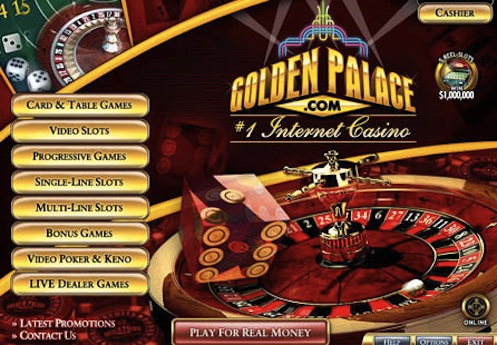 CASHIER
GOLDEN PALACE
.COM
#1 Internet Casino
WIN
$1,000,000
CARD & TABLE GAMES
VIDEO SLOTS
PROGRESSIVE GAMES
SINGLE-LINE SLOTS
MULTI-LINE SLOTS
BONUS GAMES
VIDEO POKER & KENO
LIVE DEALER GAMES
» LATEST PROMOTIONS
» CONTACT US
PLAY FOR REAL MONEY
ONLINE
HELP
OPTIONS
EXIT